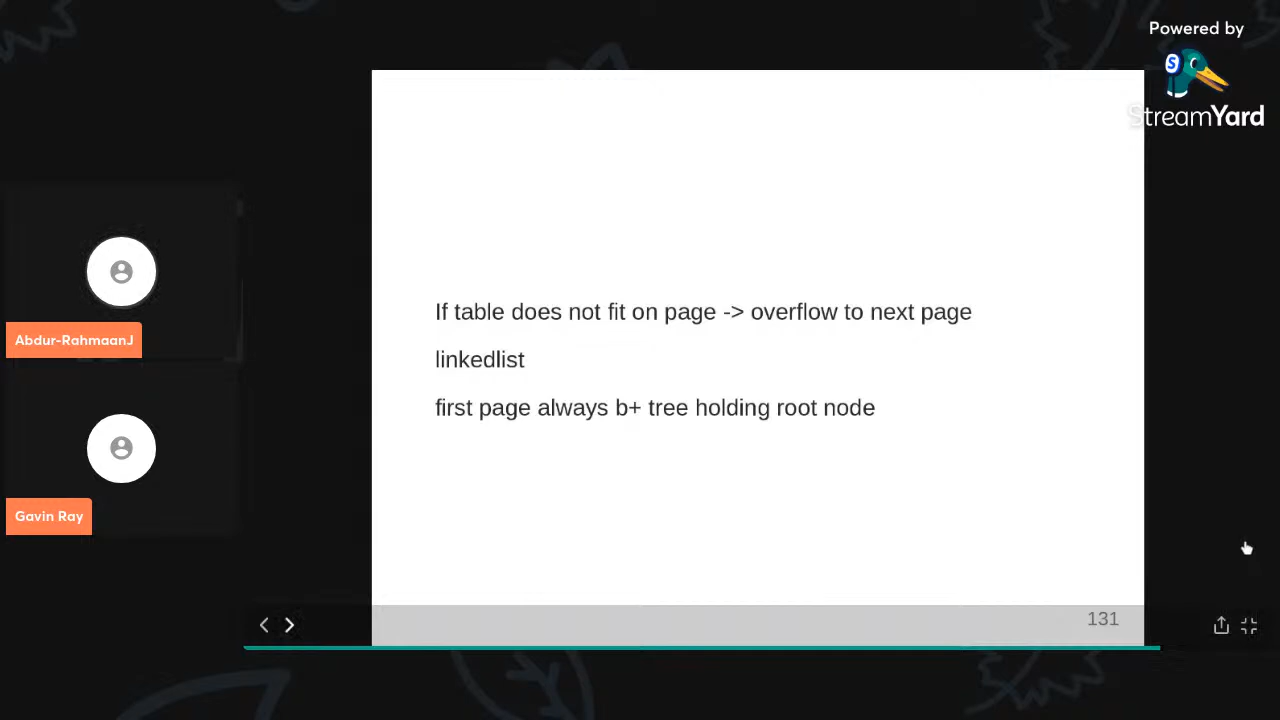 Powered by
StreamYard
If table does not fit on page -> overflow to next page
linkedlist
first page always b+ tree holding root node
Abdur-RahmaanJ
Gavin Ray
131